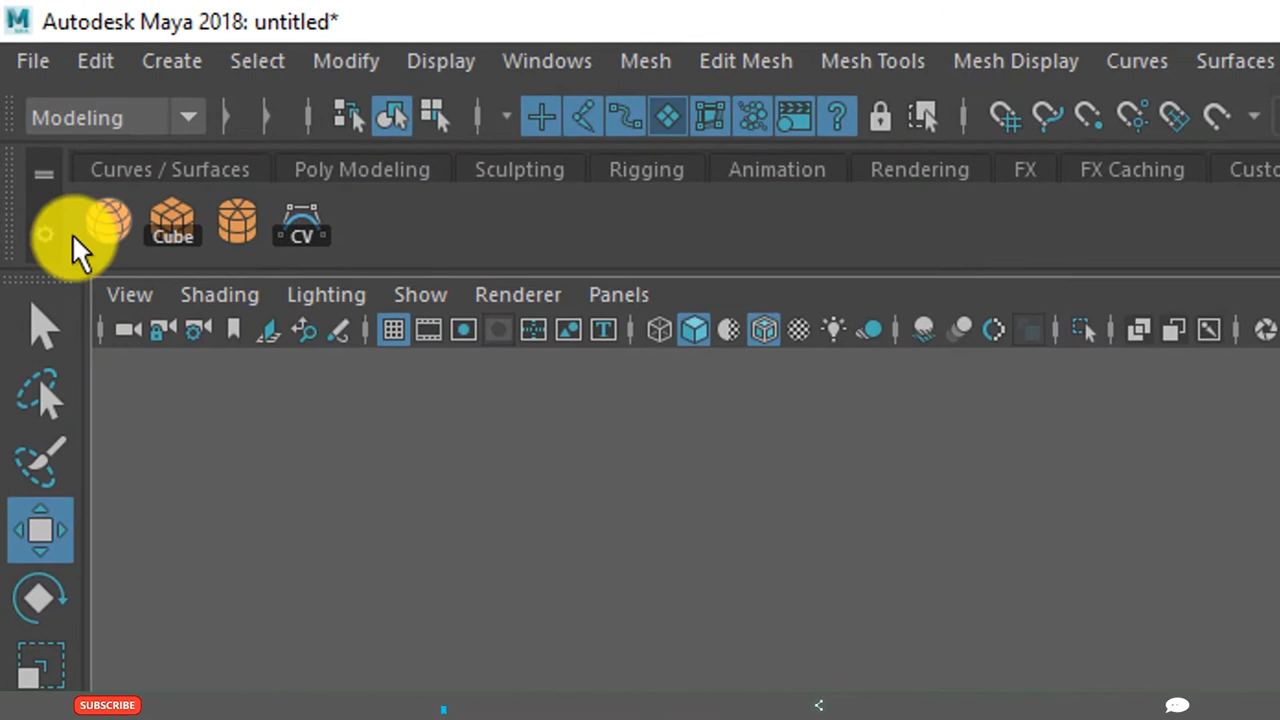 Autodesk Maya 2018: untitled*
File Edit Create Select Modify Display Windows Mesh Edit Mesh Mesh Tools Mesh Display Curves Surfaces
Modeling
Curves / Surfaces Poly Modeling Sculpting Rigging Animation Rendering FX FX Caching Custo
Cube CV
View Shading Lighting Show Renderer Panels
SUBSCRIBE